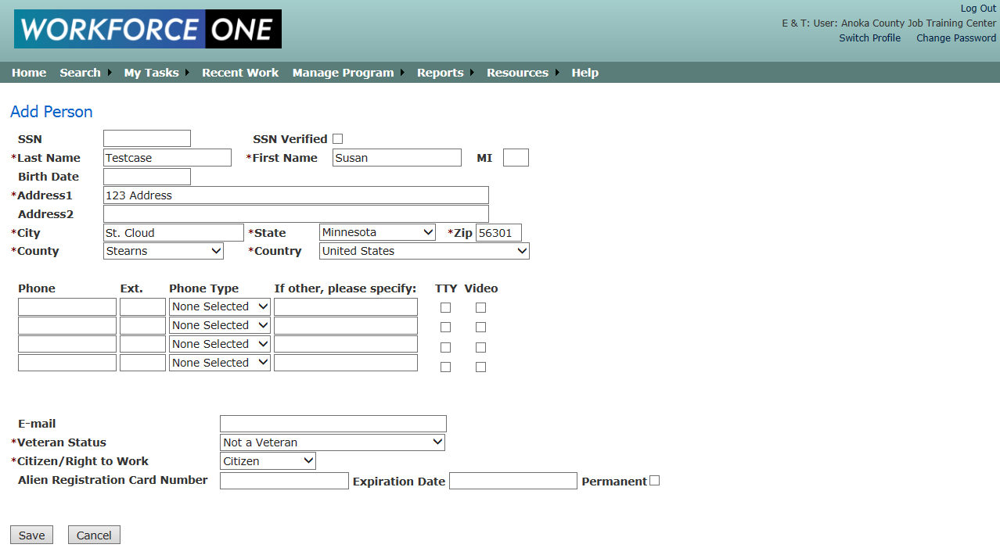 WORKFORCE ONE
Log Out
E & T: User: Anoka County Job Training Center
Switch Profile Change Password
Home Search My Tasks Recent Work Manage Program Reports Resources Help
Add Person
SSN SSN Verified
*Last Name Testcase *First Name Susan MI
Birth Date
*Address1 123 Address
Address2
*City St. Cloud *State Minnesota *Zip 56301
*County Stearns *Country United States
Phone Ext. Phone Type If other, please specify: TTY Video
None Selected
None Selected
None Selected
None Selected
E-mail
*Veteran Status Not a Veteran
*Citizen/Right to Work Citizen
Alien Registration Card Number Expiration Date Permanent
Save Cancel